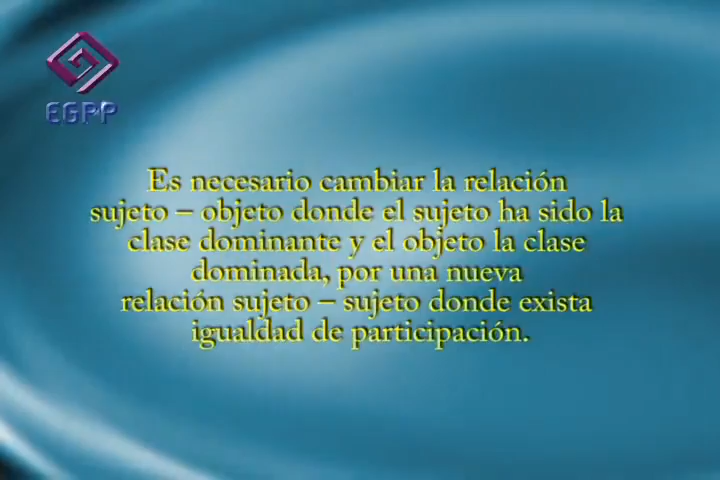 EGPP
Es necesario cambiar la relación
sujeto – objeto donde el sujeto ha sido la
clase dominante y el objeto la clase
dominada, por una nueva
relación sujeto – sujeto donde exista
igualdad de participación.